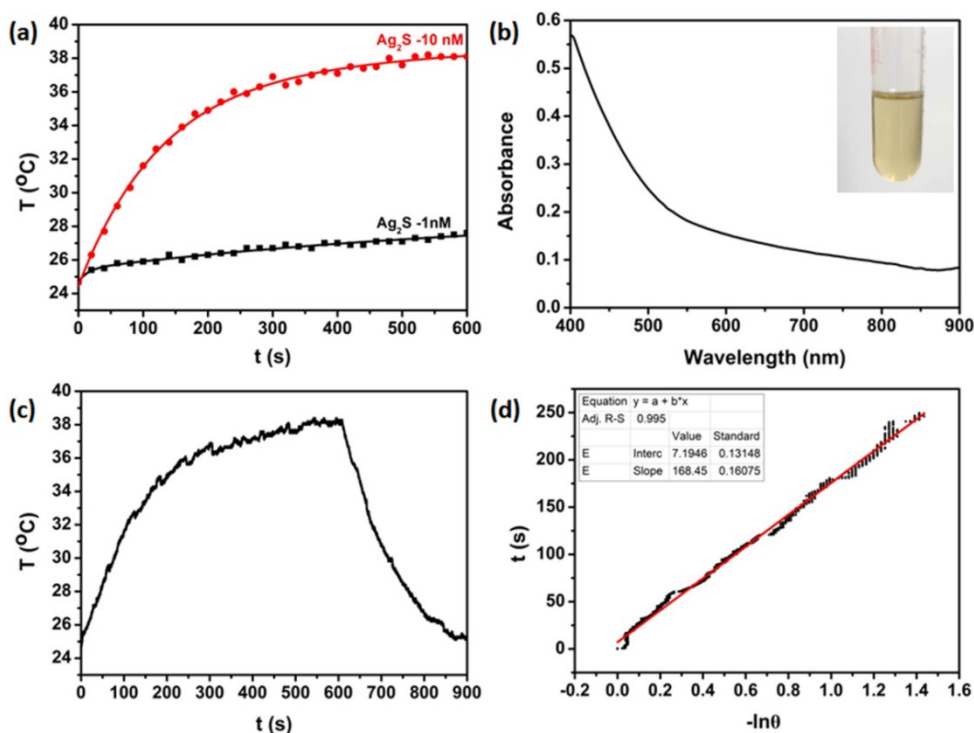 (a)
40
38
36
34
32
30
28
26
24
T (°C)
Ag₂S -10 nM
Ag₂S -1nM
0 100 200 300 400 500 600
t (s)
(b)
0.6
0.5
0.4
0.3
0.2
0.1
0.0
Absorbance
400 500 600 700 800 900
Wavelength (nm)
(c)
40
38
36
34
32
30
28
26
24
T (°C)
0 100 200 300 400 500 600 700 800 900
t (s)
(d)
Equation y = a + b*x
Adj. R-S 0.995
Value Standard
E Interc 7.1946 0.13148
E Slope 168.45 0.16075
250
200
150
100
50
0
t (s)
-0.2 0.0 0.2 0.4 0.6 0.8 1.0 1.2 1.4 1.6
-lnθ